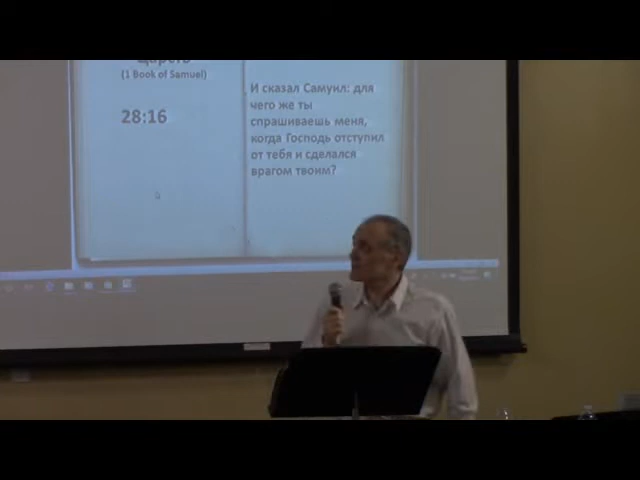 Царств
(1 Book of Samuel)
28:16
И сказал Самуил: для
чего же ты
спрашиваешь меня,
когда Господь отступил
от тебя и сделался
врагом твоим?